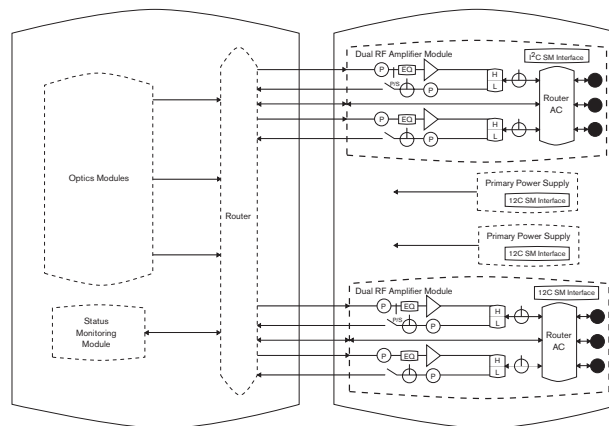 Optics Modules
Status
Monitoring
Module
Router
Dual RF Amplifier Module
I²C SM Interface
P
EQ
P/S
P
H
L
Router
AC
P
EQ
P
H
L
Primary Power Supply
12C SM Interface
Primary Power Supply
12C SM Interface
Dual RF Amplifier Module
12C SM Interface
P
EQ
P/S
P
H
L
Router
AC
P
EQ
P
H
L